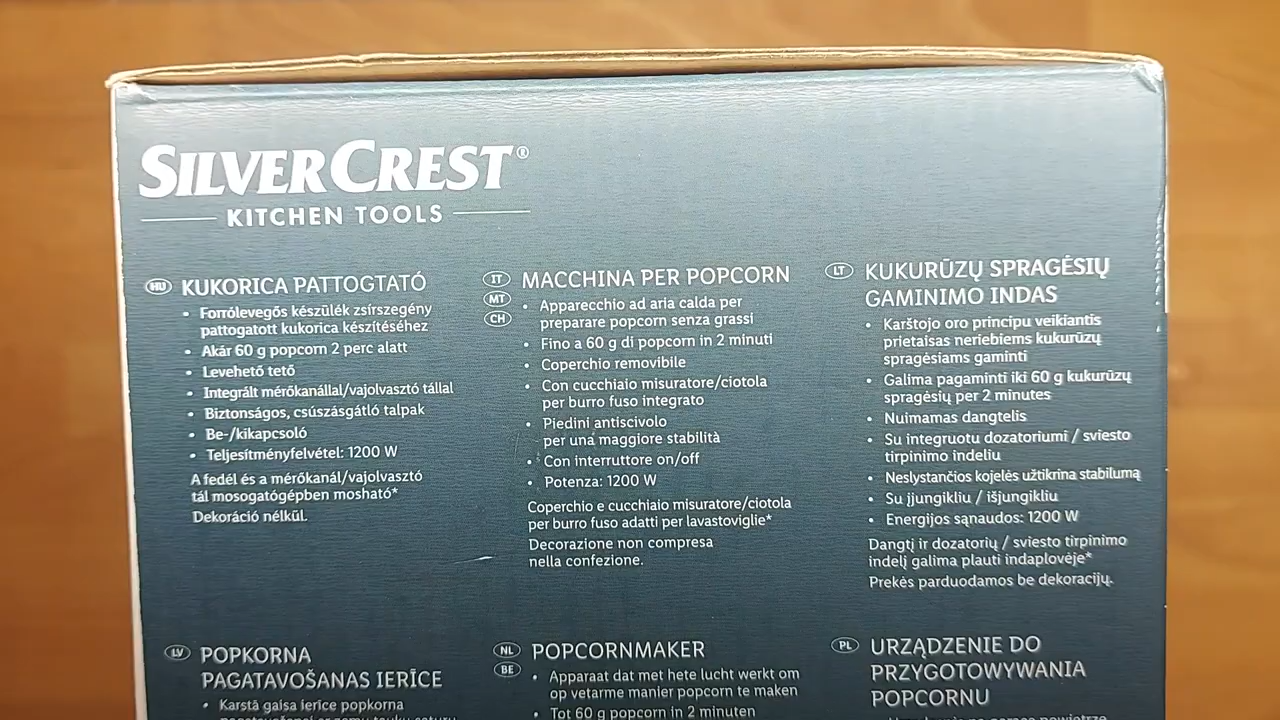 SILVERCREST®
KITCHEN TOOLS
HU KUKORICA PATTOGTATÓ
• Forrólevegős készülék zsírszegény
pattogatott kukorica készítéséhez
• Akár 60 g popcorn 2 perc alatt
• Levehető tető
• Integrált mérőkanállal/vajolvasztó tállal
• Biztonságos, csúszásgátló talpak
• Be-/kikapcsoló
• Teljesítményfelvétel: 1200 W
A fedél és a mérőkanál/vajolvasztó
tál mosogatógépben mosható*
Dekoráció nélkül.
IT MT CH MACCHINA PER POPCORN
• Apparecchio ad aria calda per
preparare popcorn senza grassi
• Fino a 60 g di popcorn in 2 minuti
• Coperchio removibile
• Con cucchiaio misuratore/ciotola
per burro fuso integrato
• Piedini antiscivolo
per una maggiore stabilità
• Con interruttore on/off
• Potenza: 1200 W
Coperchio e cucchiaio misuratore/ciotola
per burro fuso adatti per lavastoviglie*
Decorazione non compresa
nella confezione.
LT KUKURŪZŲ SPRAGĖSIŲ
GAMINIMO INDAS
• Karštojo oro principu veikiantis
prietaisas neriebiems kukurūzų
spragėsiams gaminti
• Galima pagaminti iki 60 g kukurūzų
spragėsių per 2 minutes
• Nuimamas dangtelis
• Su integruotu dozatoriumi / sviesto
tirpinimo indeliu
• Neslystančios kojelės užtikrina stabilumą
• Su įjungikliu / išjungikliu
• Energijos sąnaudos: 1200 W
Dangtį ir dozatorių / sviesto tirpinimo
indelį galima plauti indaplovėje*
Prekės parduodamos be dekoracijų.
LV POPKORNA
PAGATAVOŠANAS IERĪCE
• Karstā gaisa ierīce popkorna
NL BE POPCORNMAKER
• Apparaat dat met hete lucht werkt om
op vetarme manier popcorn te maken
• Tot 60 g popcorn in 2 minuten
PL URZĄDZENIE DO
PRZYGOTOWYWANIA
POPCORNU